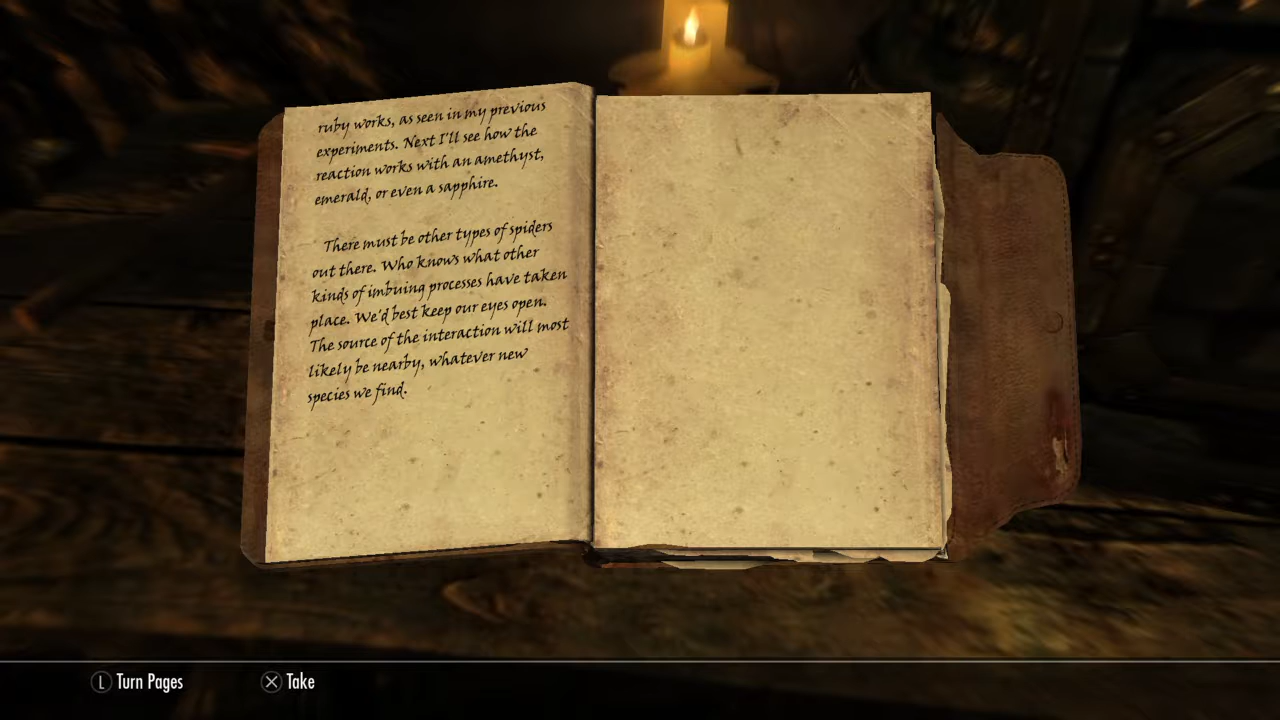 ruby works, as seen in my previous
experiments. Next I'll see how the
reaction works with an amethyst,
emerald, or even a sapphire.
There must be other types of spiders
out there. Who knows what other
kinds of imbuing processes have taken
place. We'd best keep our eyes open.
The source of the interaction will most
likely be nearby, whatever new
species we find.
L Turn Pages
X Take